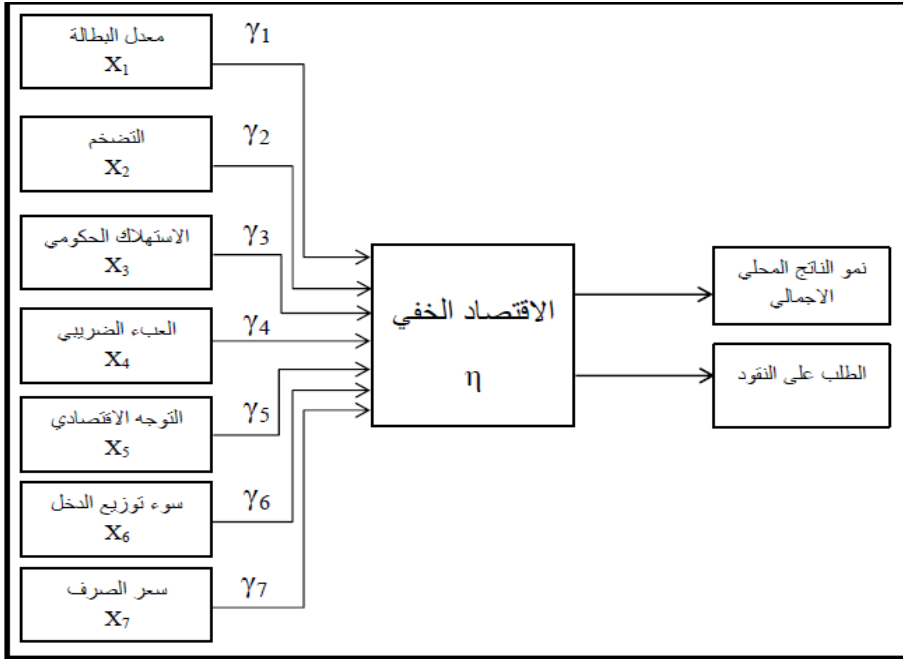 معدل البطالة
X1
γ1
التضخم
X2
γ2
الاستهلاك الحكومي
X3
γ3
العبء الضريبي
X4
γ4
التوجه الاقتصادي
X5
γ5
سوء توزيع الدخل
X6
γ6
سعر الصرف
X7
γ7
الاقتصاد الخفي
η
نمو الناتج المحلي
الاجمالي
الطلب على النقود